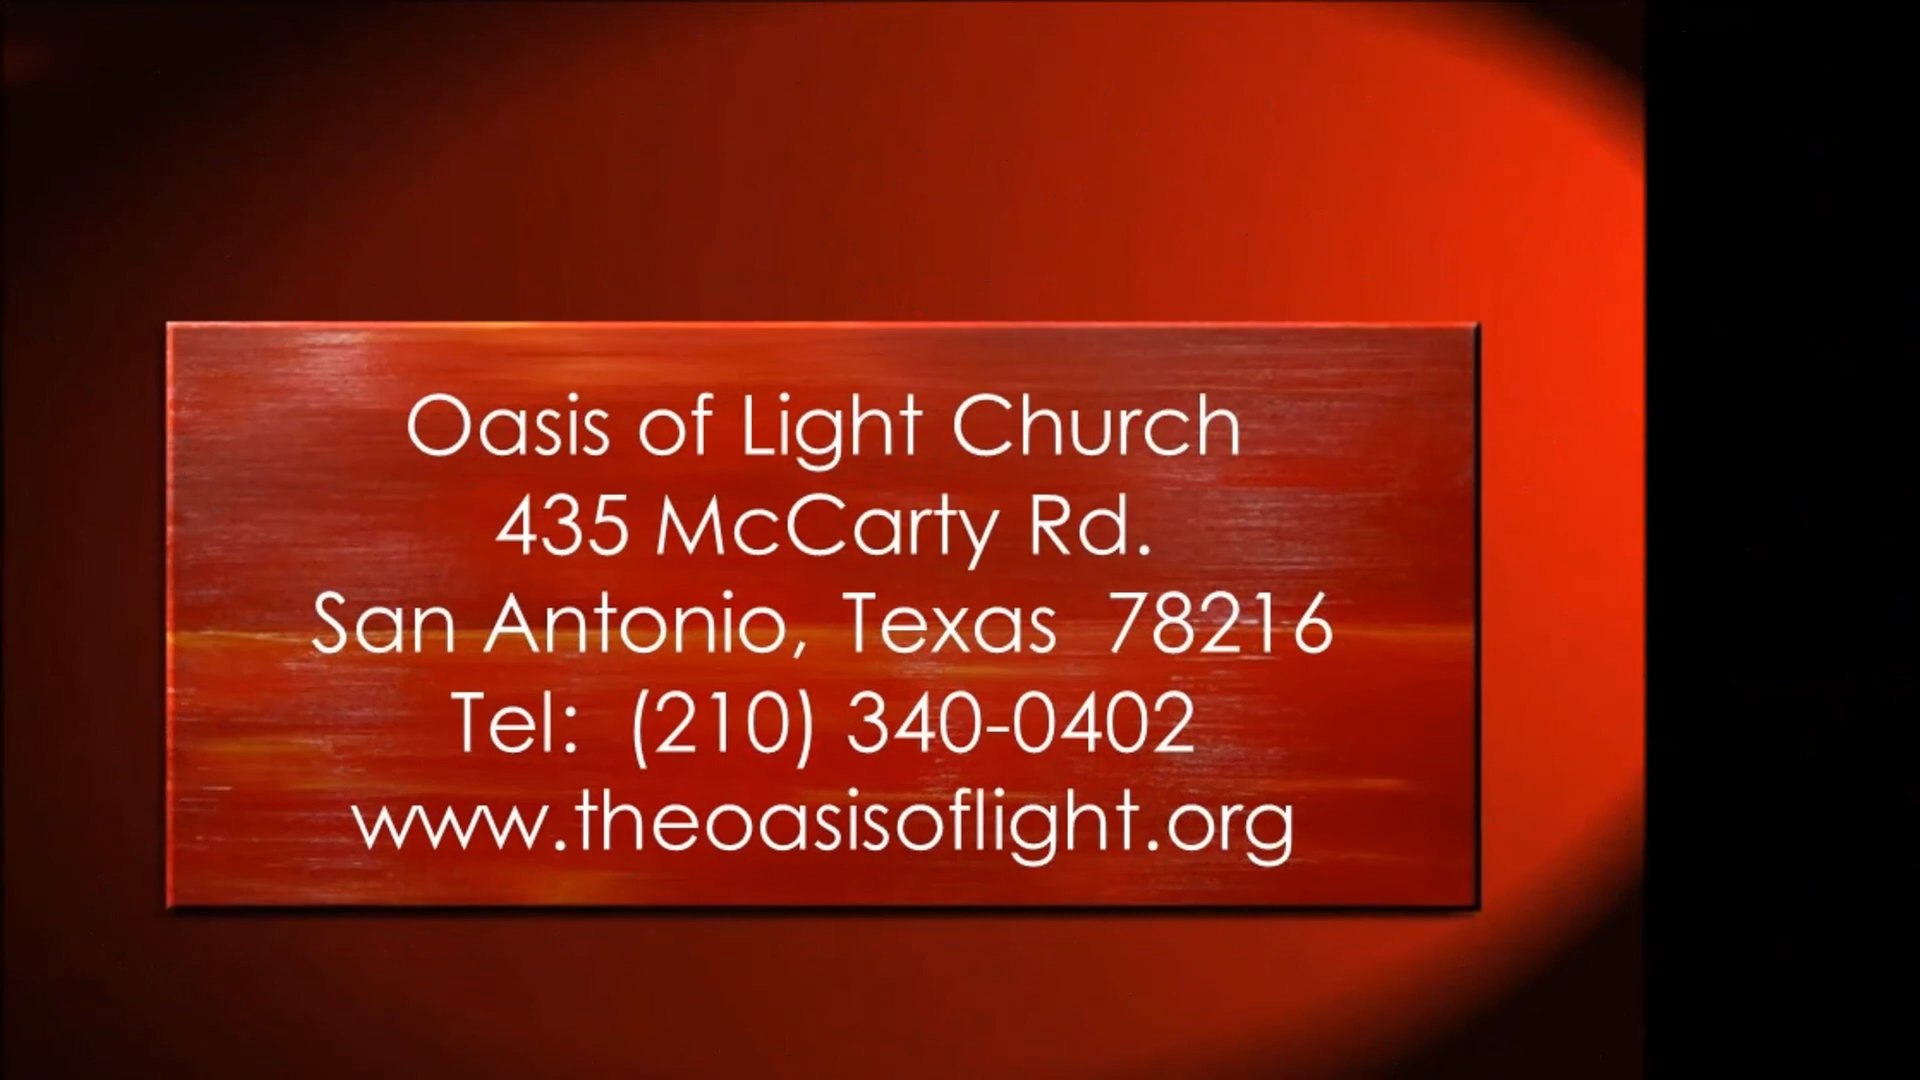 Oasis of Light Church
435 McCarty Rd.
San Antonio, Texas  78216
Tel:  (210) 340-0402
www.theoasisoflight.org